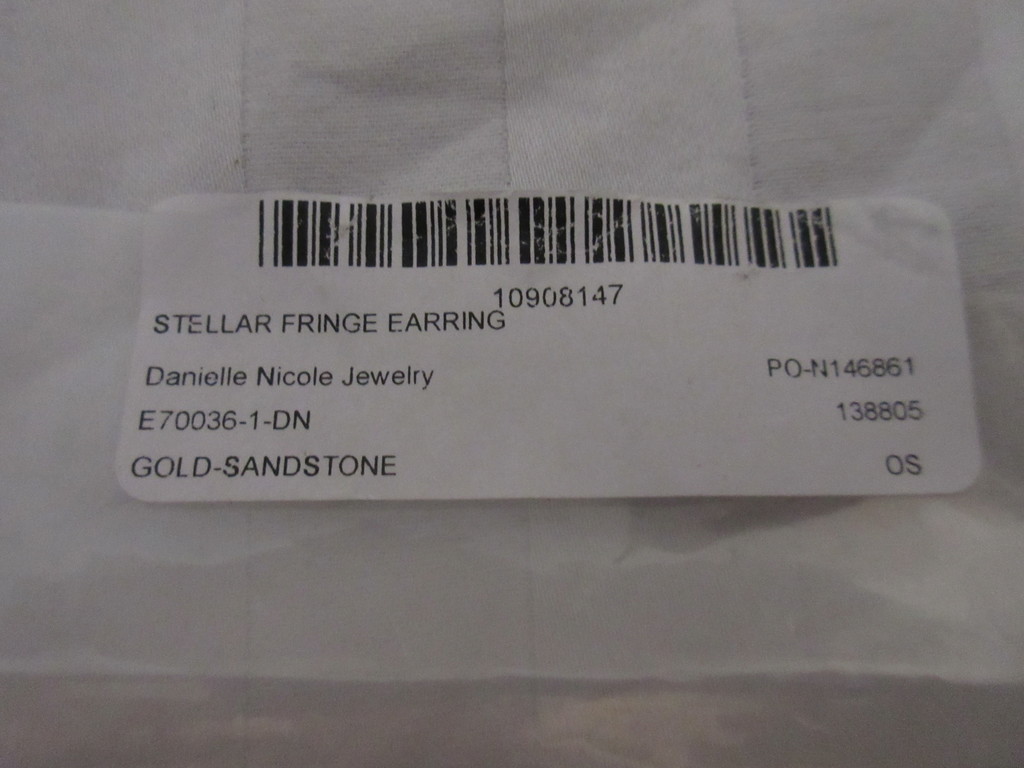 10908147
STELLAR FRINGE EARRING
Danielle Nicole Jewelry PO-N146861
E70036-1-DN 138805
GOLD-SANDSTONE OS